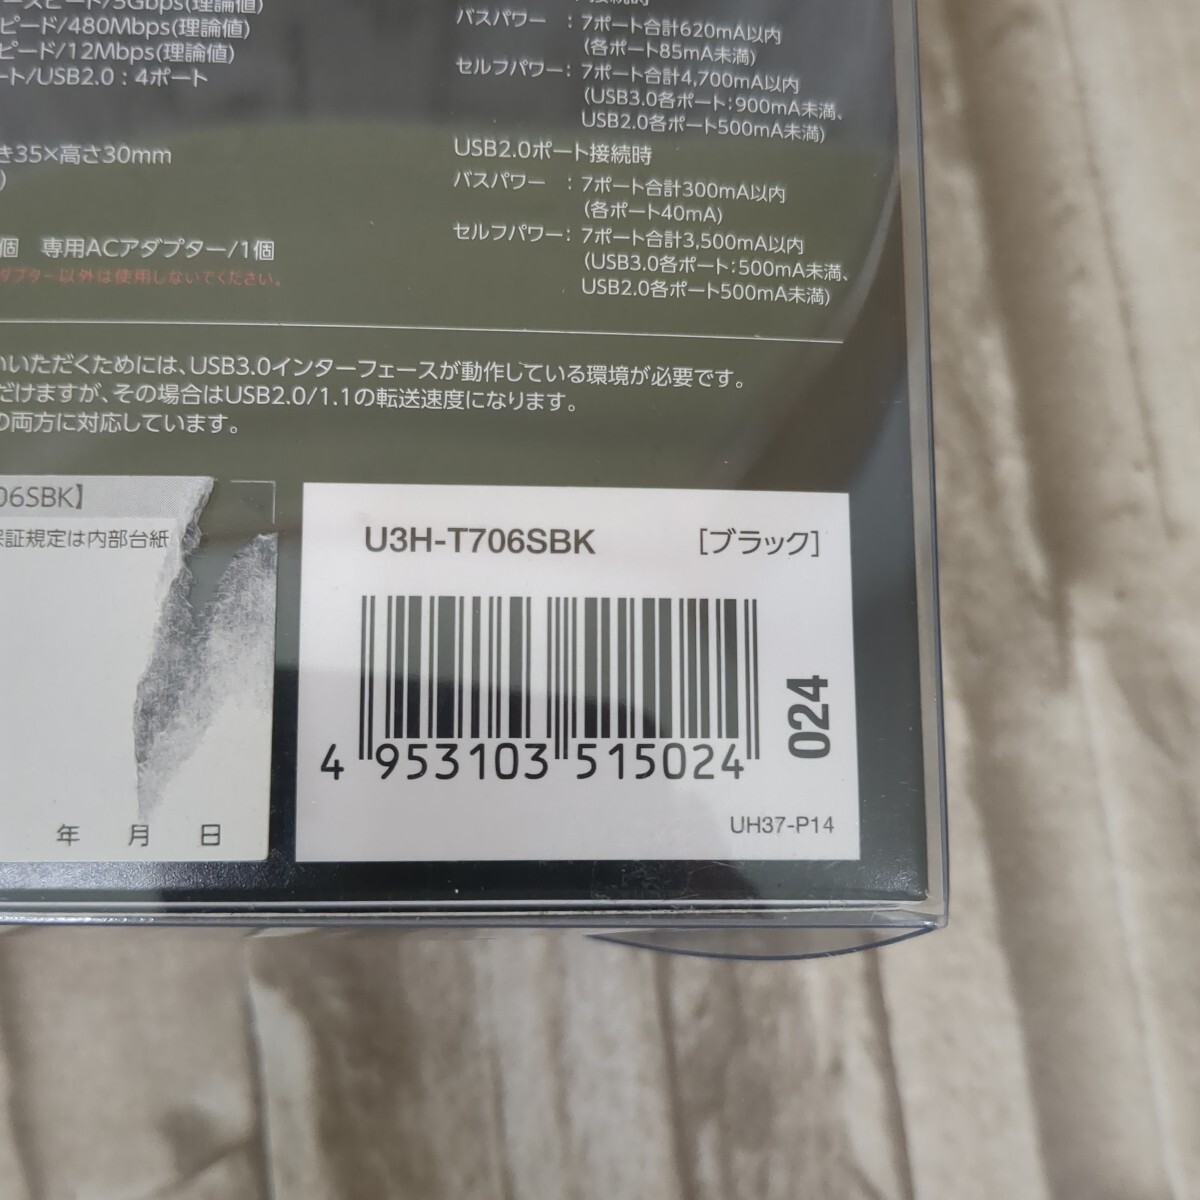 スピード/5Gbps(理論値)
ピード/480Mbps(理論値)
ピード/12Mbps(理論値)
ート/USB2.0：4ポート
き35×高さ30mm
個　専用ACアダプター/1個
ダプター以外は使用しないでください。
接続時
バスパワー　：7ポート合計620mA以内
(各ポート85mA未満)
セルフパワー：7ポート合計4,700mA以内
(USB3.0各ポート：900mA未満、
USB2.0各ポート500mA未満)
USB2.0ポート接続時
バスパワー　：7ポート合計300mA以内
(各ポート40mA)
セルフパワー：7ポート合計3,500mA以内
(USB3.0各ポート：500mA未満、
USB2.0各ポート500mA未満)
いいただくためには、USB3.0インターフェースが動作している環境が必要です。
だけますが、その場合はUSB2.0/1.1の転送速度になります。
の両方に対応しています。
06SBK】
保証規定は内部台紙
年　月　日
U3H-T706SBK　[ブラック]
4 953103 515024
024
UH37-P14